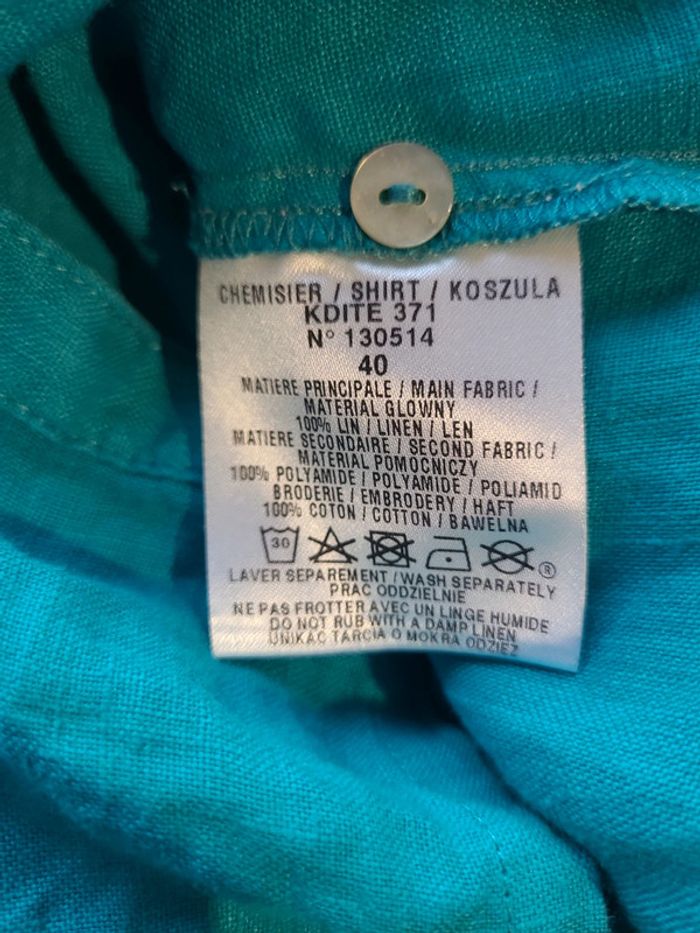 CHEMISIER / SHIRT / KOSZULA
KDITE 371
N° 130514
40
MATIERE PRINCIPALE / MAIN FABRIC /
MATERIAL GLOWNY
100% LIN / LINEN / LEN
MATIERE SECONDAIRE / SECOND FABRIC /
MATERIAL POMOCNICZY
100% POLYAMIDE / POLYAMIDE / POLIAMID
BRODERIE / EMBRODERY / HAFT
100% COTON / COTTON / BAWELNA
30
®
LAVER SEPAREMENT / WASH SEPARATELY
PRAC ODDZIELNIE
NE PAS FROTTER AVEC UN LINGE HUMIDE
DO NOT RUB WITH A DAMP LINEN
UNIKAC TARCIA O MOKRA ODZIEZ